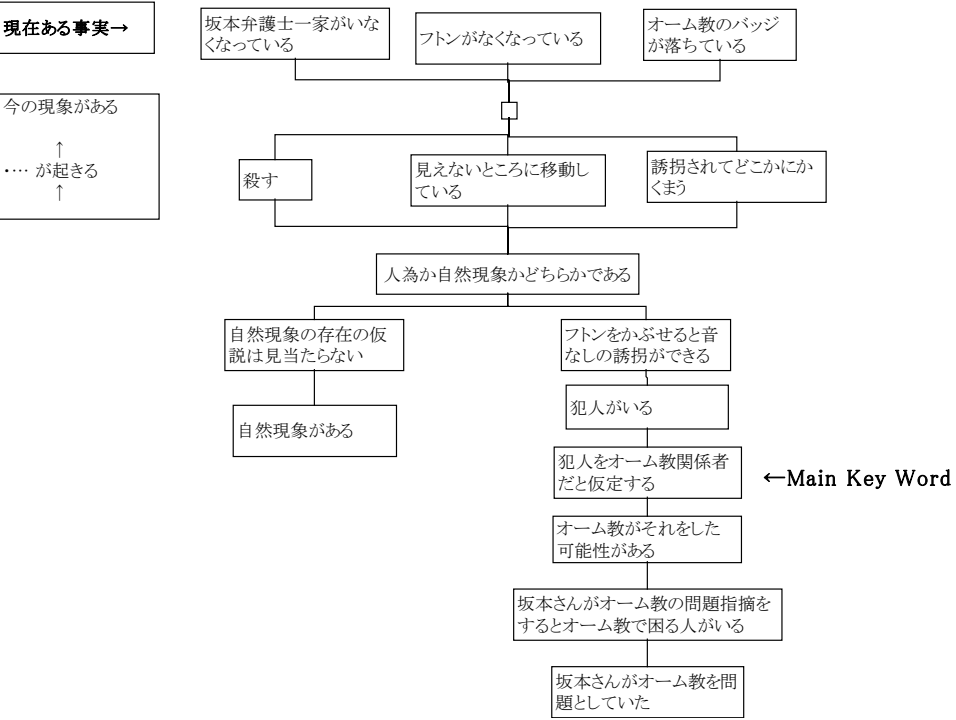 現在ある事実→
坂本弁護士一家がいな
くなっている
フトンがなくなっている
オーム教のバッジ
が落ちている
今の現象がある
↑
・… が起きる
↑
殺す
見えないところに移動し
ている
誘拐されてどこかにか
くまう
人為か自然現象かどちらかである
自然現象の存在の仮
説は見当たらない
フトンをかぶせると音
なしの誘拐ができる
自然現象がある
犯人がいる
犯人をオーム教関係者
だと仮定する
←Main Key Word
オーム教がそれをした
可能性がある
坂本さんがオーム教の問題指摘を
するとオーム教で困る人がいる
坂本さんがオーム教を問
題としていた